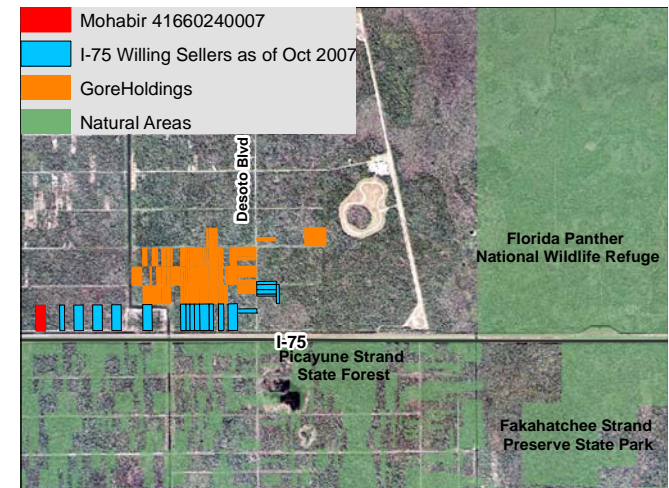 Mohabir 41660240007
I-75 Willing Sellers as of Oct 2007
GoreHoldings
Natural Areas
Desoto Blvd
Florida Panther
National Wildlife Refuge
I-75
Picayune Strand
State Forest
Fakahatchee Strand
Preserve State Park